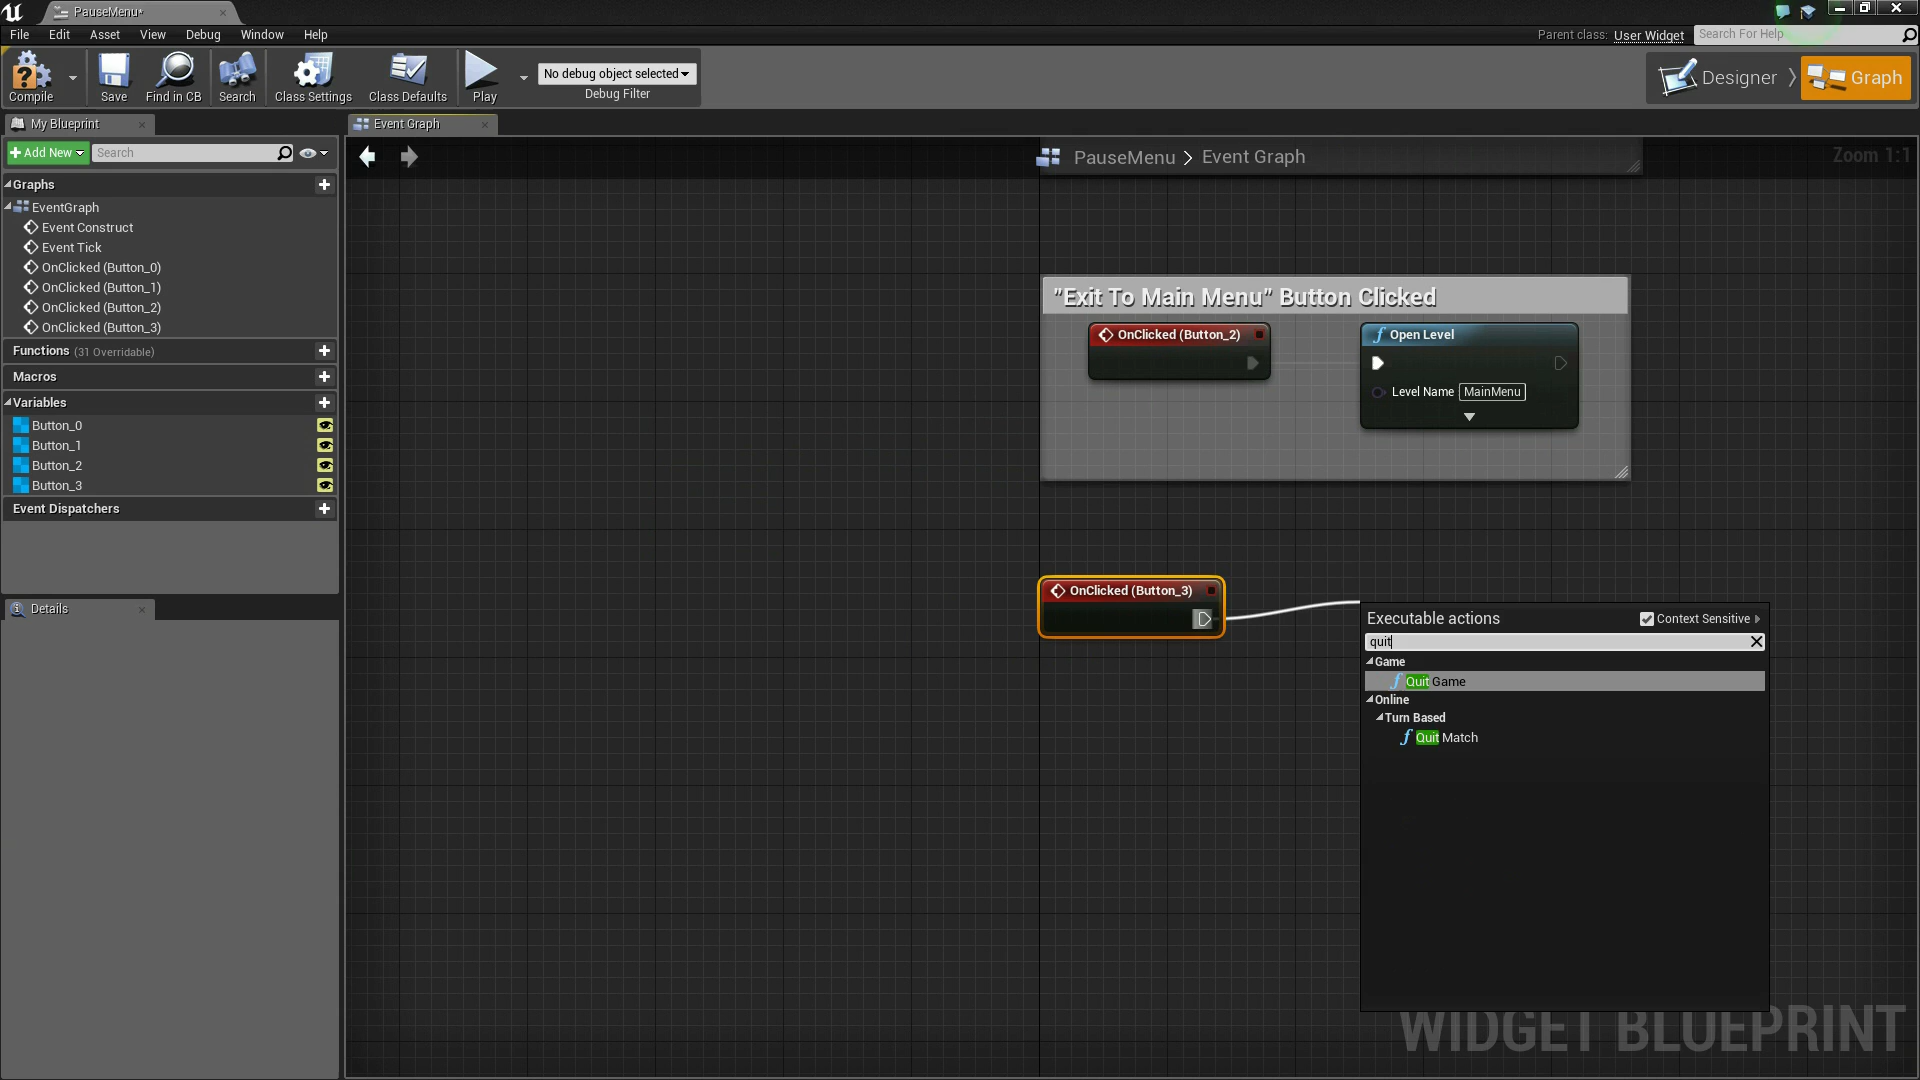 PauseMenu*
File Edit Asset View Debug Window Help
Parent class: User Widget
Search For Help
Compile
Save
Find in CB
Search
Class Settings
Class Defaults
Play
No debug object selected
Debug Filter
Designer
Graph
My Blueprint
Event Graph
Add New
Search
PauseMenu > Event Graph
Zoom 1:1
Graphs
EventGraph
Event Construct
Event Tick
OnClicked (Button_0)
OnClicked (Button_1)
OnClicked (Button_2)
OnClicked (Button_3)
Functions (31 Overridable)
Macros
Variables
Button_0
Button_1
Button_2
Button_3
Event Dispatchers
Details
"Exit To Main Menu" Button Clicked
OnClicked (Button_2)
Open Level
Level Name MainMenu
OnClicked (Button_3)
Executable actions
Context Sensitive
quit
Game
Quit Game
Online
Turn Based
Quit Match
WIDGET BLUEPRINT